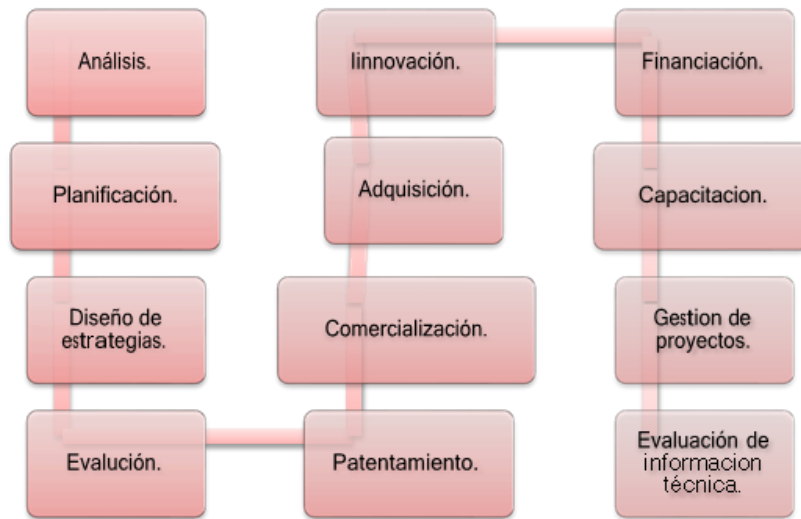 Análisis.
Planificación.
Diseño de
estrategias.
Evalución.
Patentamiento.
Comercialización.
Adquisición.
Iinnovación.
Financiación.
Capacitacion.
Gestion de
proyectos.
Evaluación de
informacion
técnica.